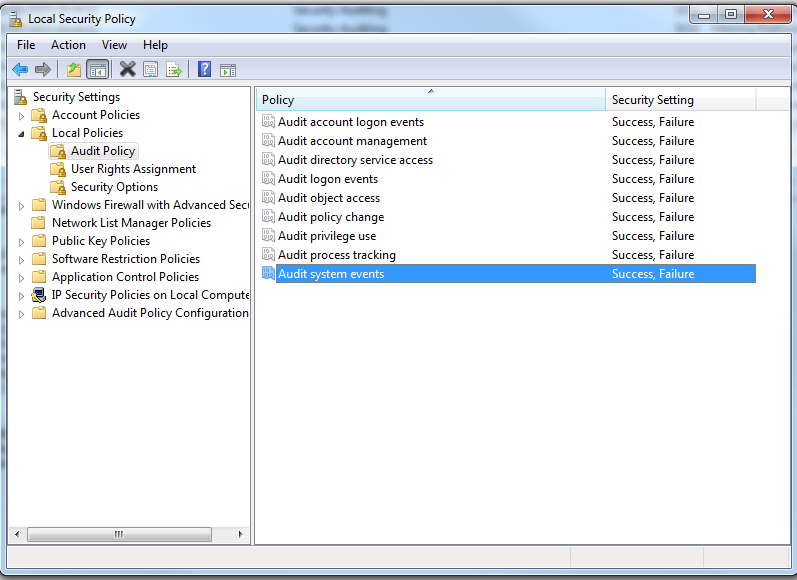 Local Security Policy
File Action View Help
Security Settings
Account Policies
Local Policies
Audit Policy
User Rights Assignment
Security Options
Windows Firewall with Advanced Secu
Network List Manager Policies
Public Key Policies
Software Restriction Policies
Application Control Policies
IP Security Policies on Local Compute
Advanced Audit Policy Configuration
Policy Security Setting
Audit account logon events Success, Failure
Audit account management Success, Failure
Audit directory service access Success, Failure
Audit logon events Success, Failure
Audit object access Success, Failure
Audit policy change Success, Failure
Audit privilege use Success, Failure
Audit process tracking Success, Failure
Audit system events Success, Failure